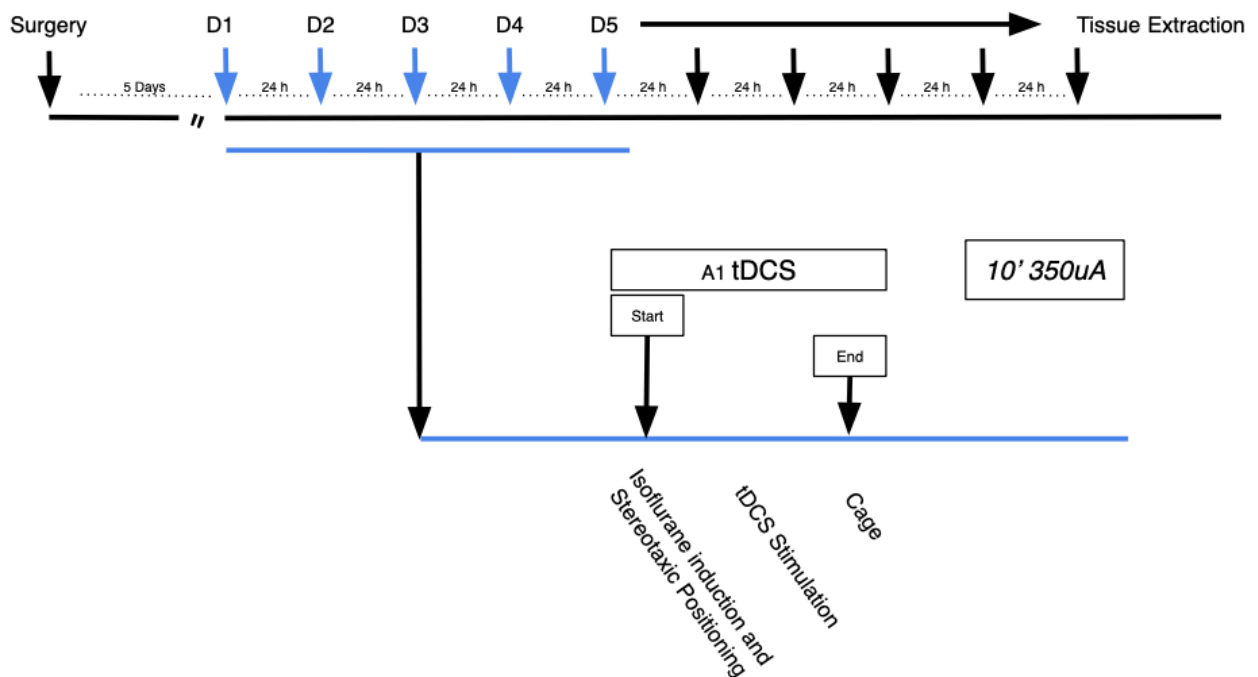 Surgery
D1
D2
D3
D4
D5
Tissue Extraction
5 Days
24 h
24 h
24 h
24 h
24 h
24 h
24 h
24 h
24 h
A1 tDCS
10’ 350uA
Start
End
Isoflurane induction and
Stereotaxic Positioning
tDCS Stimulation
Cage